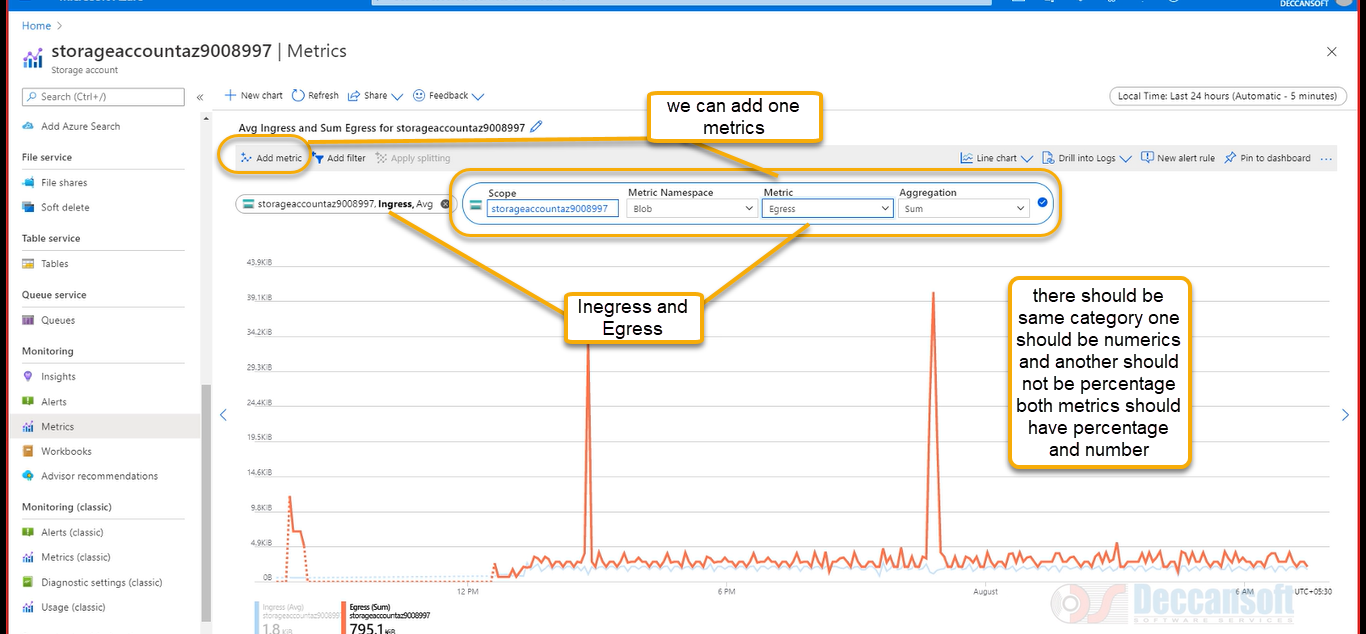 DECCANSOFT
Home >
storageaccountaz9008997 | Metrics
Storage account
Search (Ctrl+/)
«
New chart Refresh Share Feedback
Local Time: Last 24 hours (Automatic - 5 minutes)
we can add one
metrics
Avg Ingress and Sum Egress for storageaccountaz9008997
Add metric Add filter Apply splitting
Line chart Drill into Logs New alert rule Pin to dashboard ...
Scope Metric Namespace Metric Aggregation
storageaccountaz9008997 Blob Egress Sum
storageaccountaz9008997, Ingress, Avg
Add Azure Search
File service
File shares
Soft delete
Table service
Tables
Queue service
Queues
Monitoring
Insights
Alerts
Metrics
Workbooks
Advisor recommendations
Monitoring (classic)
Alerts (classic)
Metrics (classic)
Diagnostic settings (classic)
Usage (classic)
Inegress and
Egress
there should be
same category one
should be numerics
and another should
not be percentage
both metrics should
have percentage
and number
43.9KiB
39.1KiB
34.2KiB
29.3KiB
24.4KiB
19.5KiB
14.6KiB
9.8KiB
4.9KiB
0B
12 PM 6 PM August 6 AM UTC+05:30
Ingress (Avg)
storageaccountaz9008997
1.8 KiB
Egress (Sum)
storageaccountaz9008997
795.1 KiB
Deccansoft
SOFTWARE SERVICES